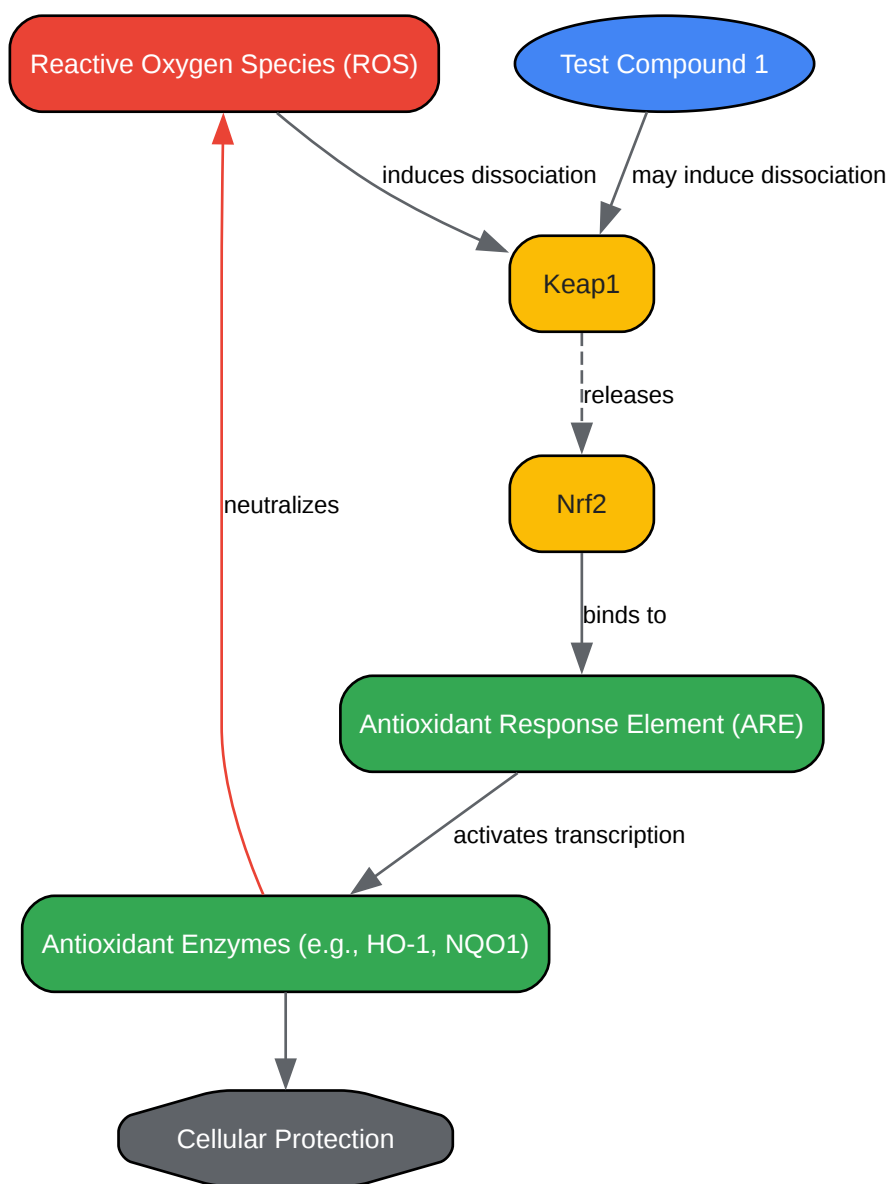 Reactive Oxygen Species (ROS)
Test Compound 1
induces dissociation
may induce dissociation
Keap1
releases
Nrf2
neutralizes
binds to
Antioxidant Response Element (ARE)
activates transcription
Antioxidant Enzymes (e.g., HO-1, NQO1)
Cellular Protection